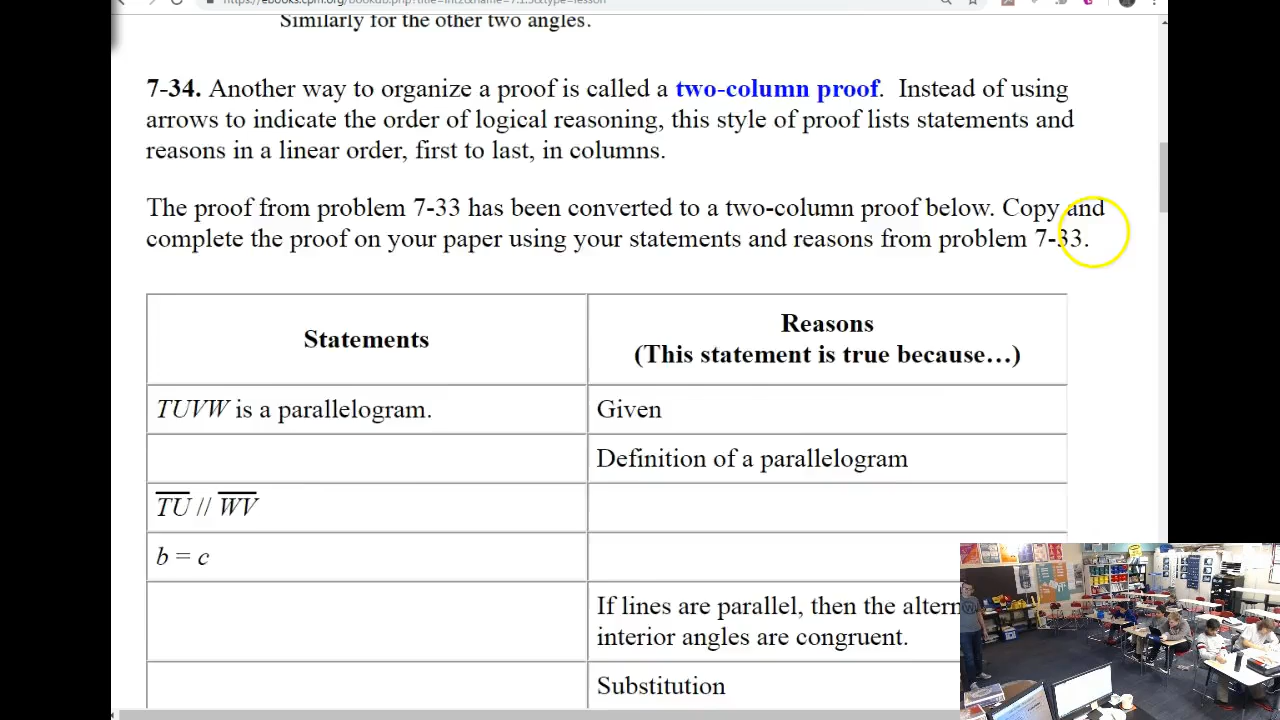 Similarly for the other two angles.
7-34. Another way to organize a proof is called a two-column proof. Instead of using
arrows to indicate the order of logical reasoning, this style of proof lists statements and
reasons in a linear order, first to last, in columns.
The proof from problem 7-33 has been converted to a two-column proof below. Copy and
complete the proof on your paper using your statements and reasons from problem 7-33.
Statements
Reasons
(This statement is true because…)
TUVW is a parallelogram.
Given
Definition of a parallelogram
TU // WV
b = c
If lines are parallel, then the altern
interior angles are congruent.
Substitution